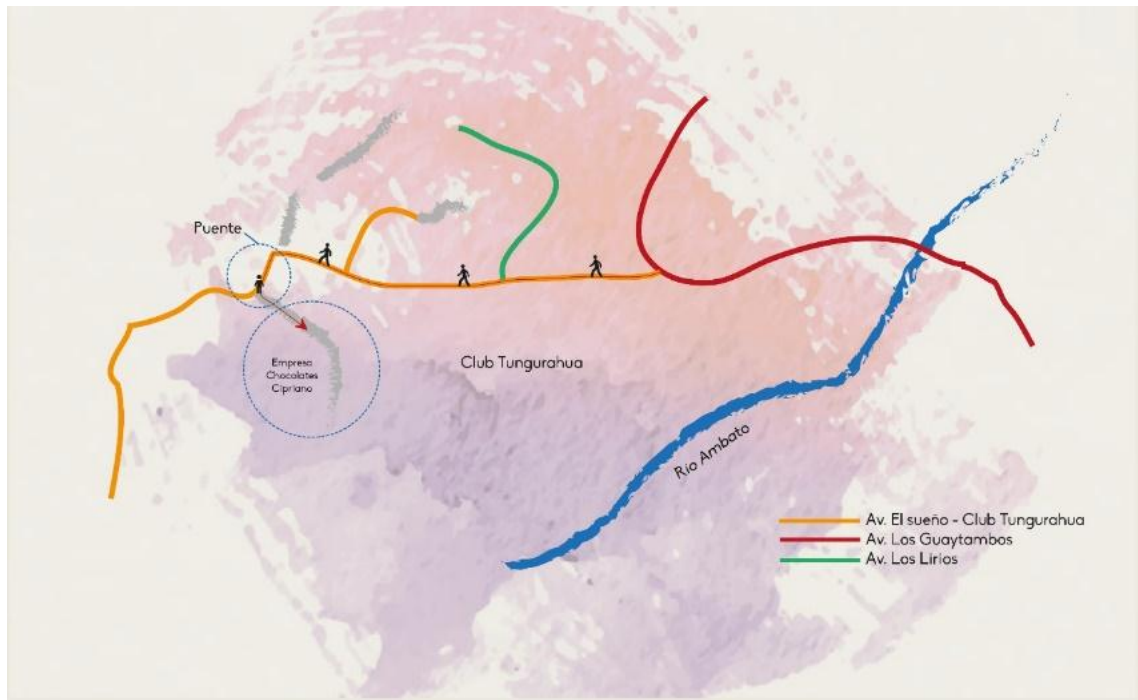 Puente
Empresa
Chocolates
Cipriano
Club Tungurahua
Río Ambato
Av. El sueño - Club Tungurahua
Av. Los Guaytambos
Av. Los Lirios